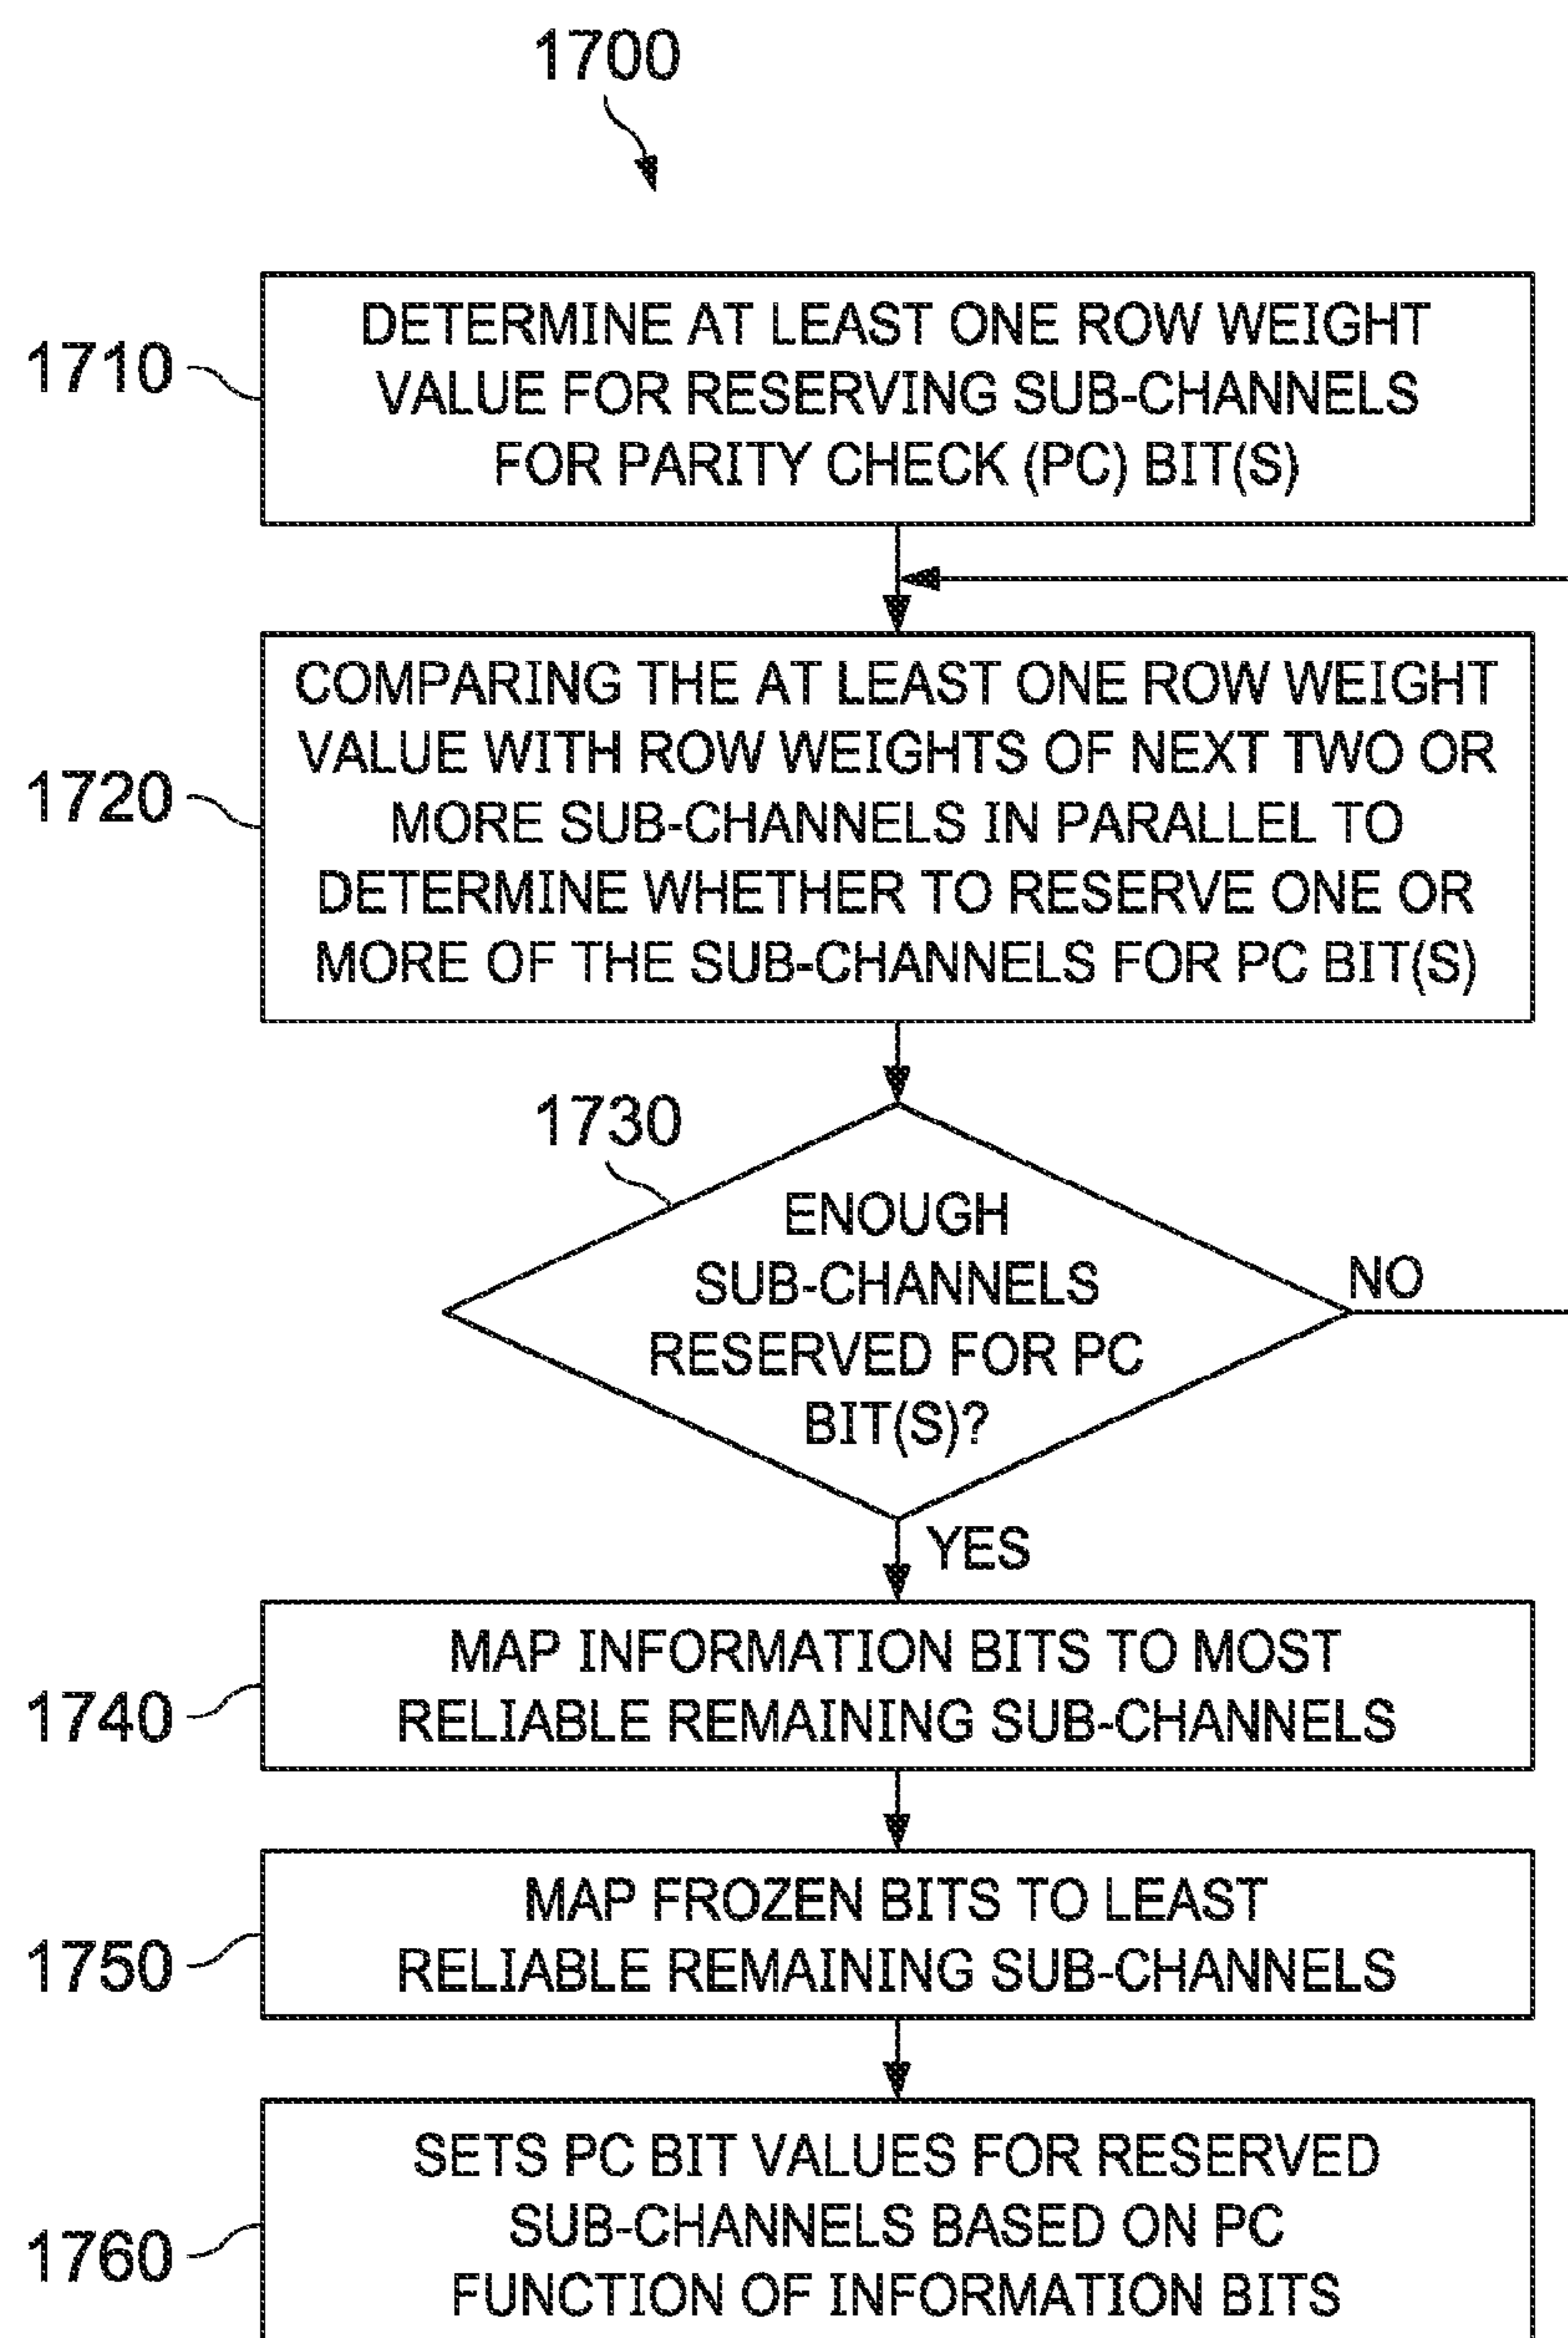 1700
1710
DETERMINE AT LEAST ONE ROW WEIGHT
VALUE FOR RESERVING SUB-CHANNELS
FOR PARITY CHECK (PC) BIT(S)
1720
COMPARING THE AT LEAST ONE ROW WEIGHT
VALUE WITH ROW WEIGHTS OF NEXT TWO OR
MORE SUB-CHANNELS IN PARALLEL TO
DETERMINE WHETHER TO RESERVE ONE OR
MORE OF THE SUB-CHANNELS FOR PC BIT(S)
1730
ENOUGH
SUB-CHANNELS
RESERVED FOR PC
BIT(S)?
NO
YES
1740
MAP INFORMATION BITS TO MOST
RELIABLE REMAINING SUB-CHANNELS
1750
MAP FROZEN BITS TO LEAST
RELIABLE REMAINING SUB-CHANNELS
1760
SETS PC BIT VALUES FOR RESERVED
SUB-CHANNELS BASED ON PC
FUNCTION OF INFORMATION BITS